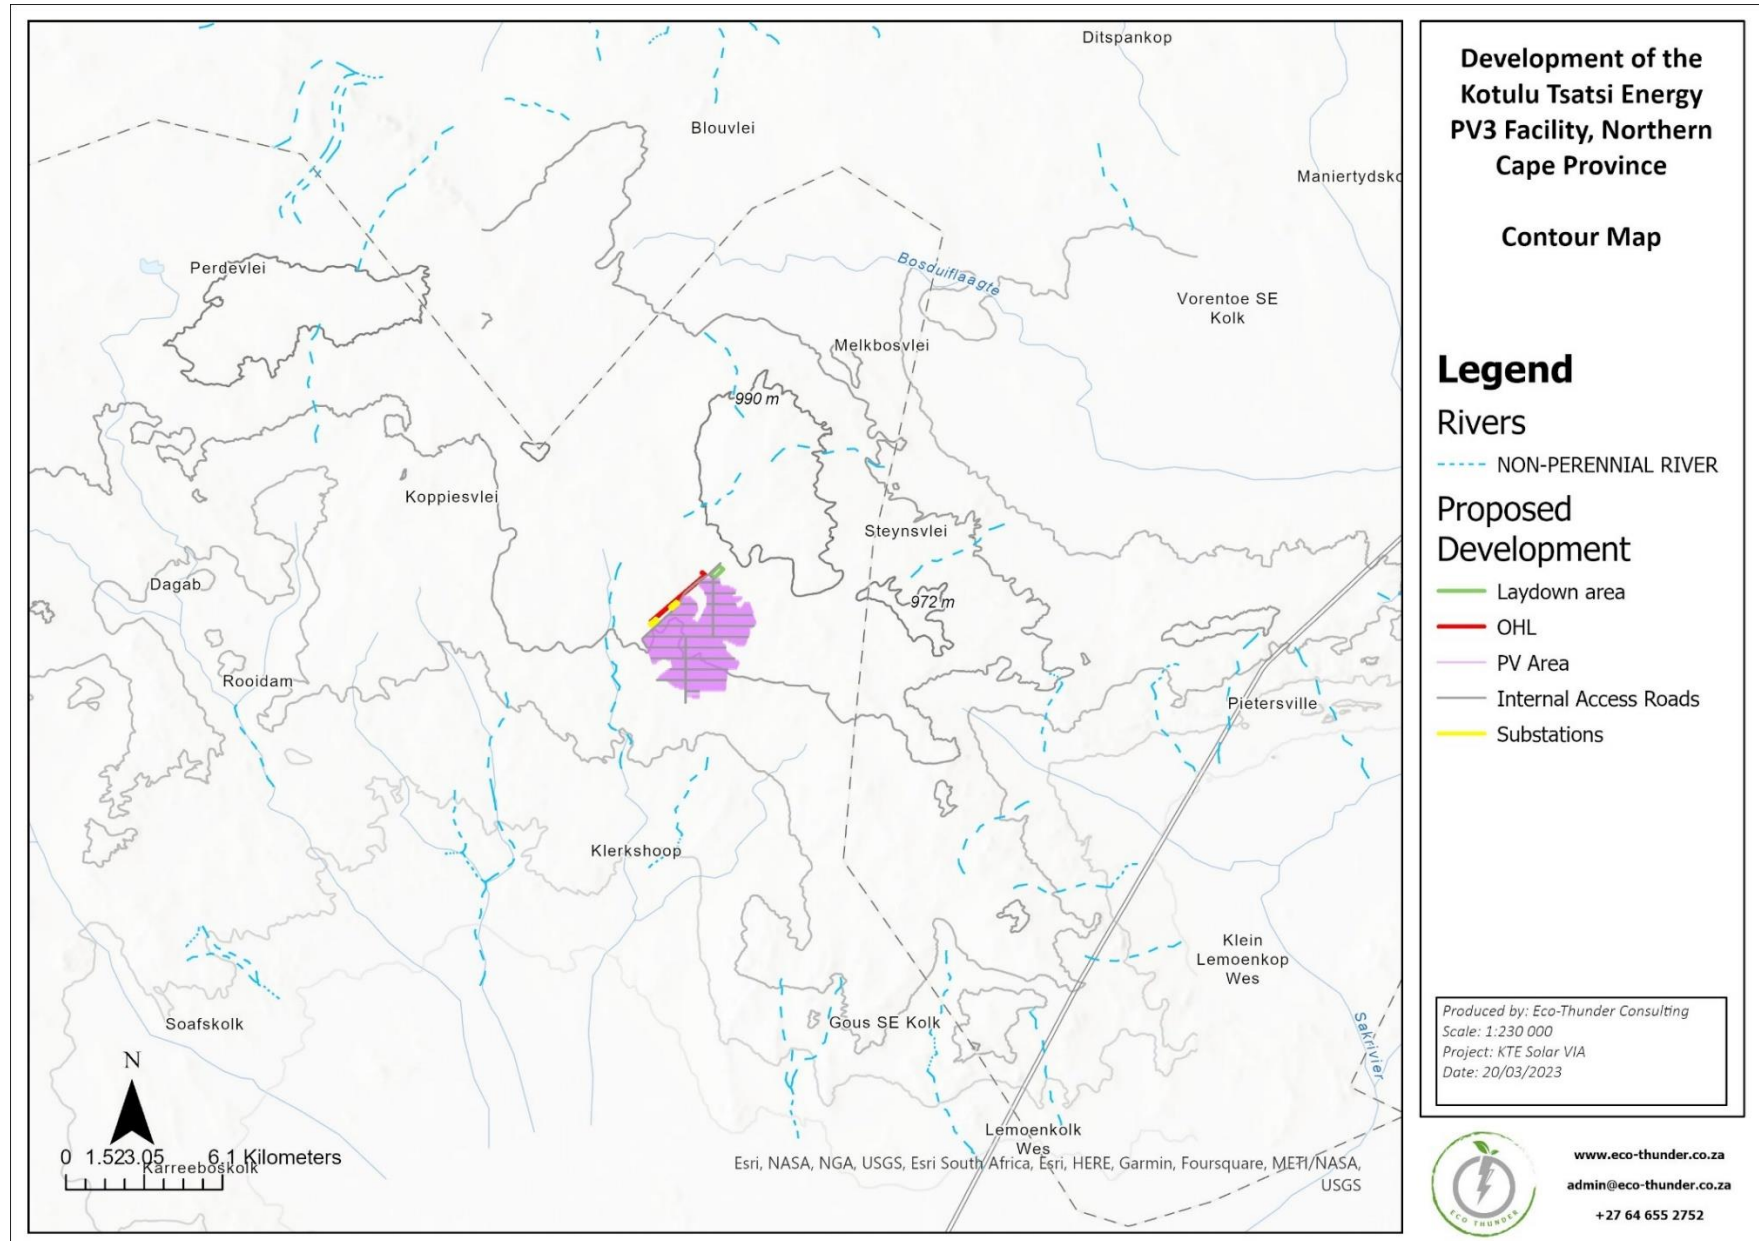 Ditspankop
Blouvlei
Maniertydsko
Perdevlei
Bosduiflaagte
Vorentoe SE
Kolk
Melkbosvlei
990 m
Koppiesvlei
Steynsvlei
Dagab
972 m
Rooidam
Pietersville
Klerkshoop
Klein
Lemoenkop
Wes
Soafskolk
Gous SE Kolk
Sakrivier
N
Lemoenkolk
Wes
0 1.523.05 6.1 Kilometers
Karreeboskolk
Esri, NASA, NGA, USGS, Esri South Africa, Esri, HERE, Garmin, Foursquare, METI/NASA,
USGS
Development of the
Kotulu Tsatsi Energy
PV3 Facility, Northern
Cape Province
Contour Map
Legend
Rivers
NON-PERENNIAL RIVER
Proposed
Development
Laydown area
OHL
PV Area
Internal Access Roads
Substations
Produced by: Eco-Thunder Consulting
Scale: 1:230 000
Project: KTE Solar VIA
Date: 20/03/2023
ECO THUNDER
www.eco-thunder.co.za
admin@eco-thunder.co.za
+27 64 655 2752